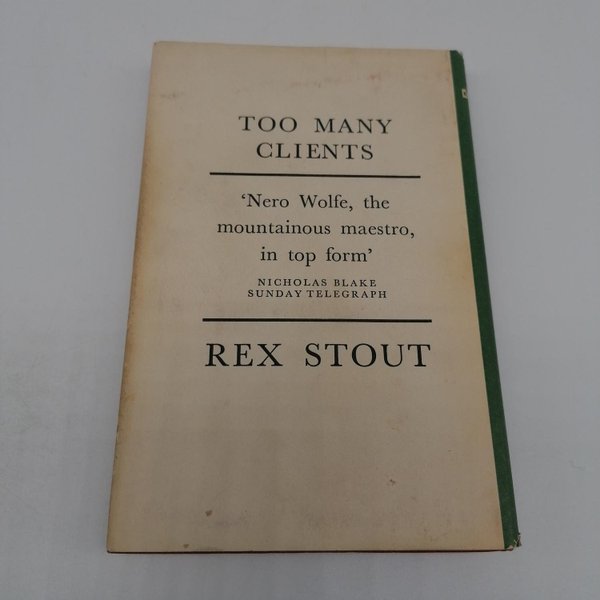 TOO MANY
CLIENTS
‘Nero Wolfe, the
mountainous maestro,
in top form’
NICHOLAS BLAKE
SUNDAY TELEGRAPH
REX STOUT